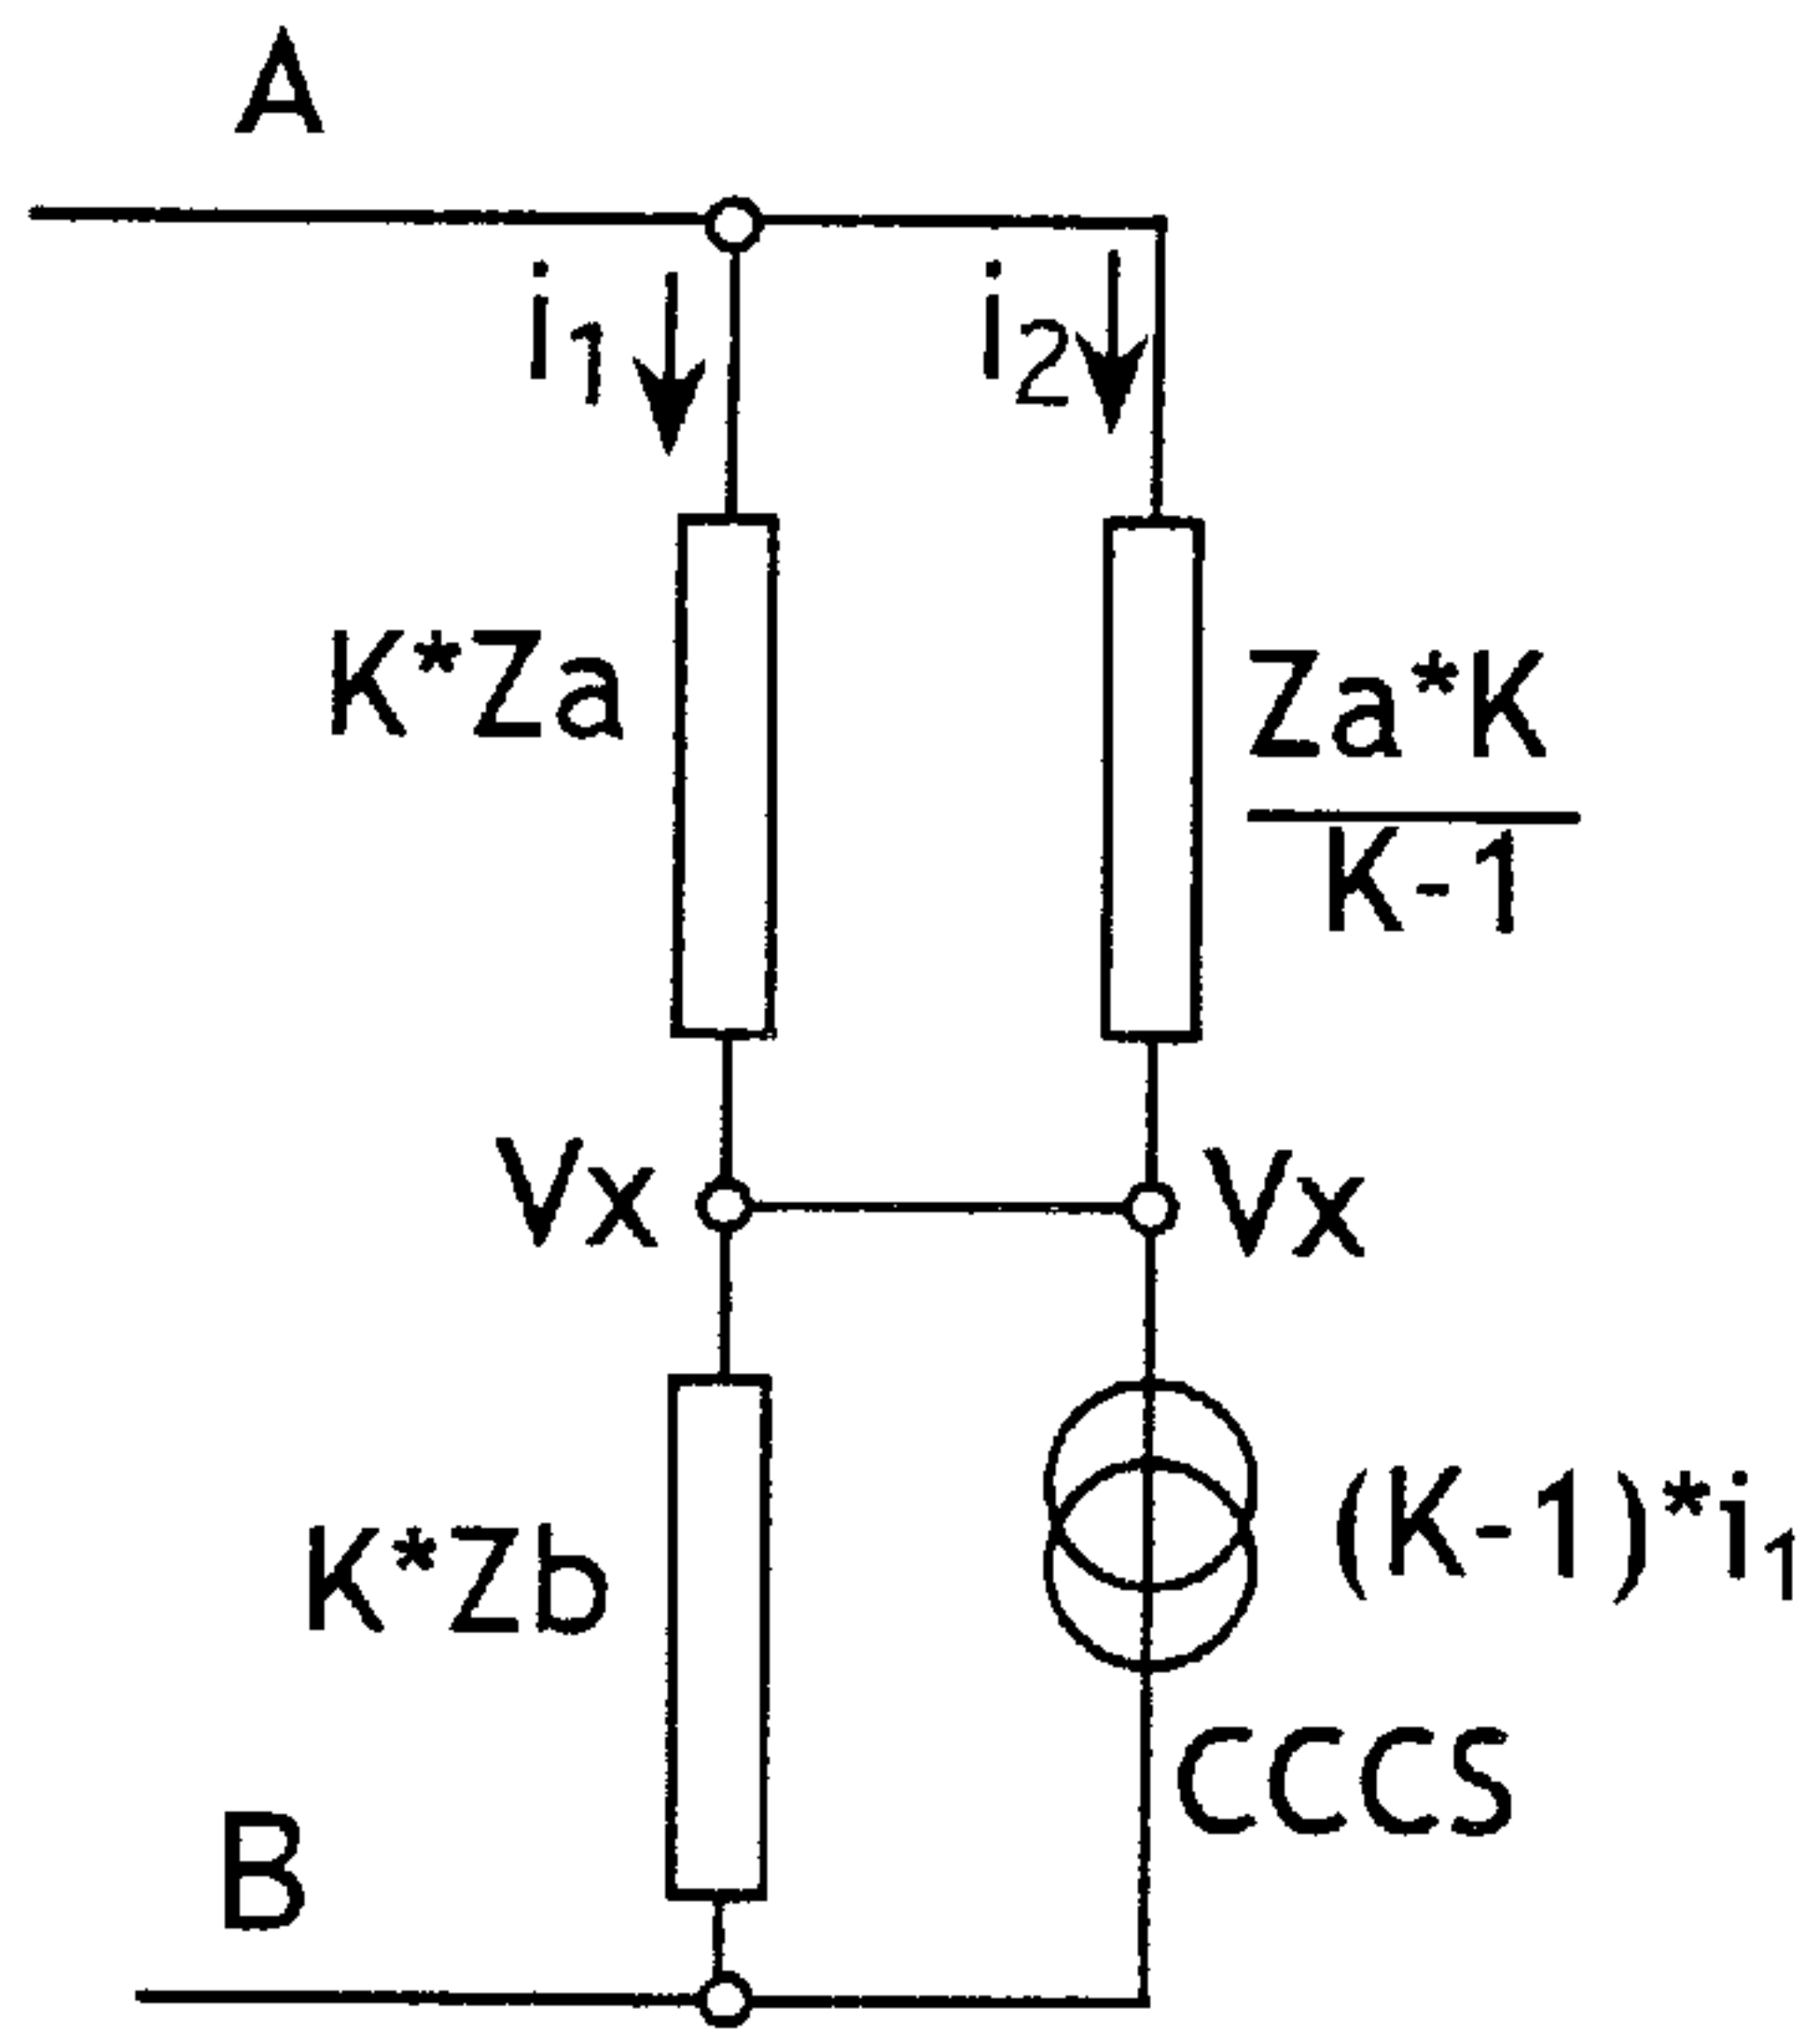 A
i1
i2
K*Za
Za*K
K-1
Vx
Vx
K*Zb
(K-1)*i1
CCCS
B